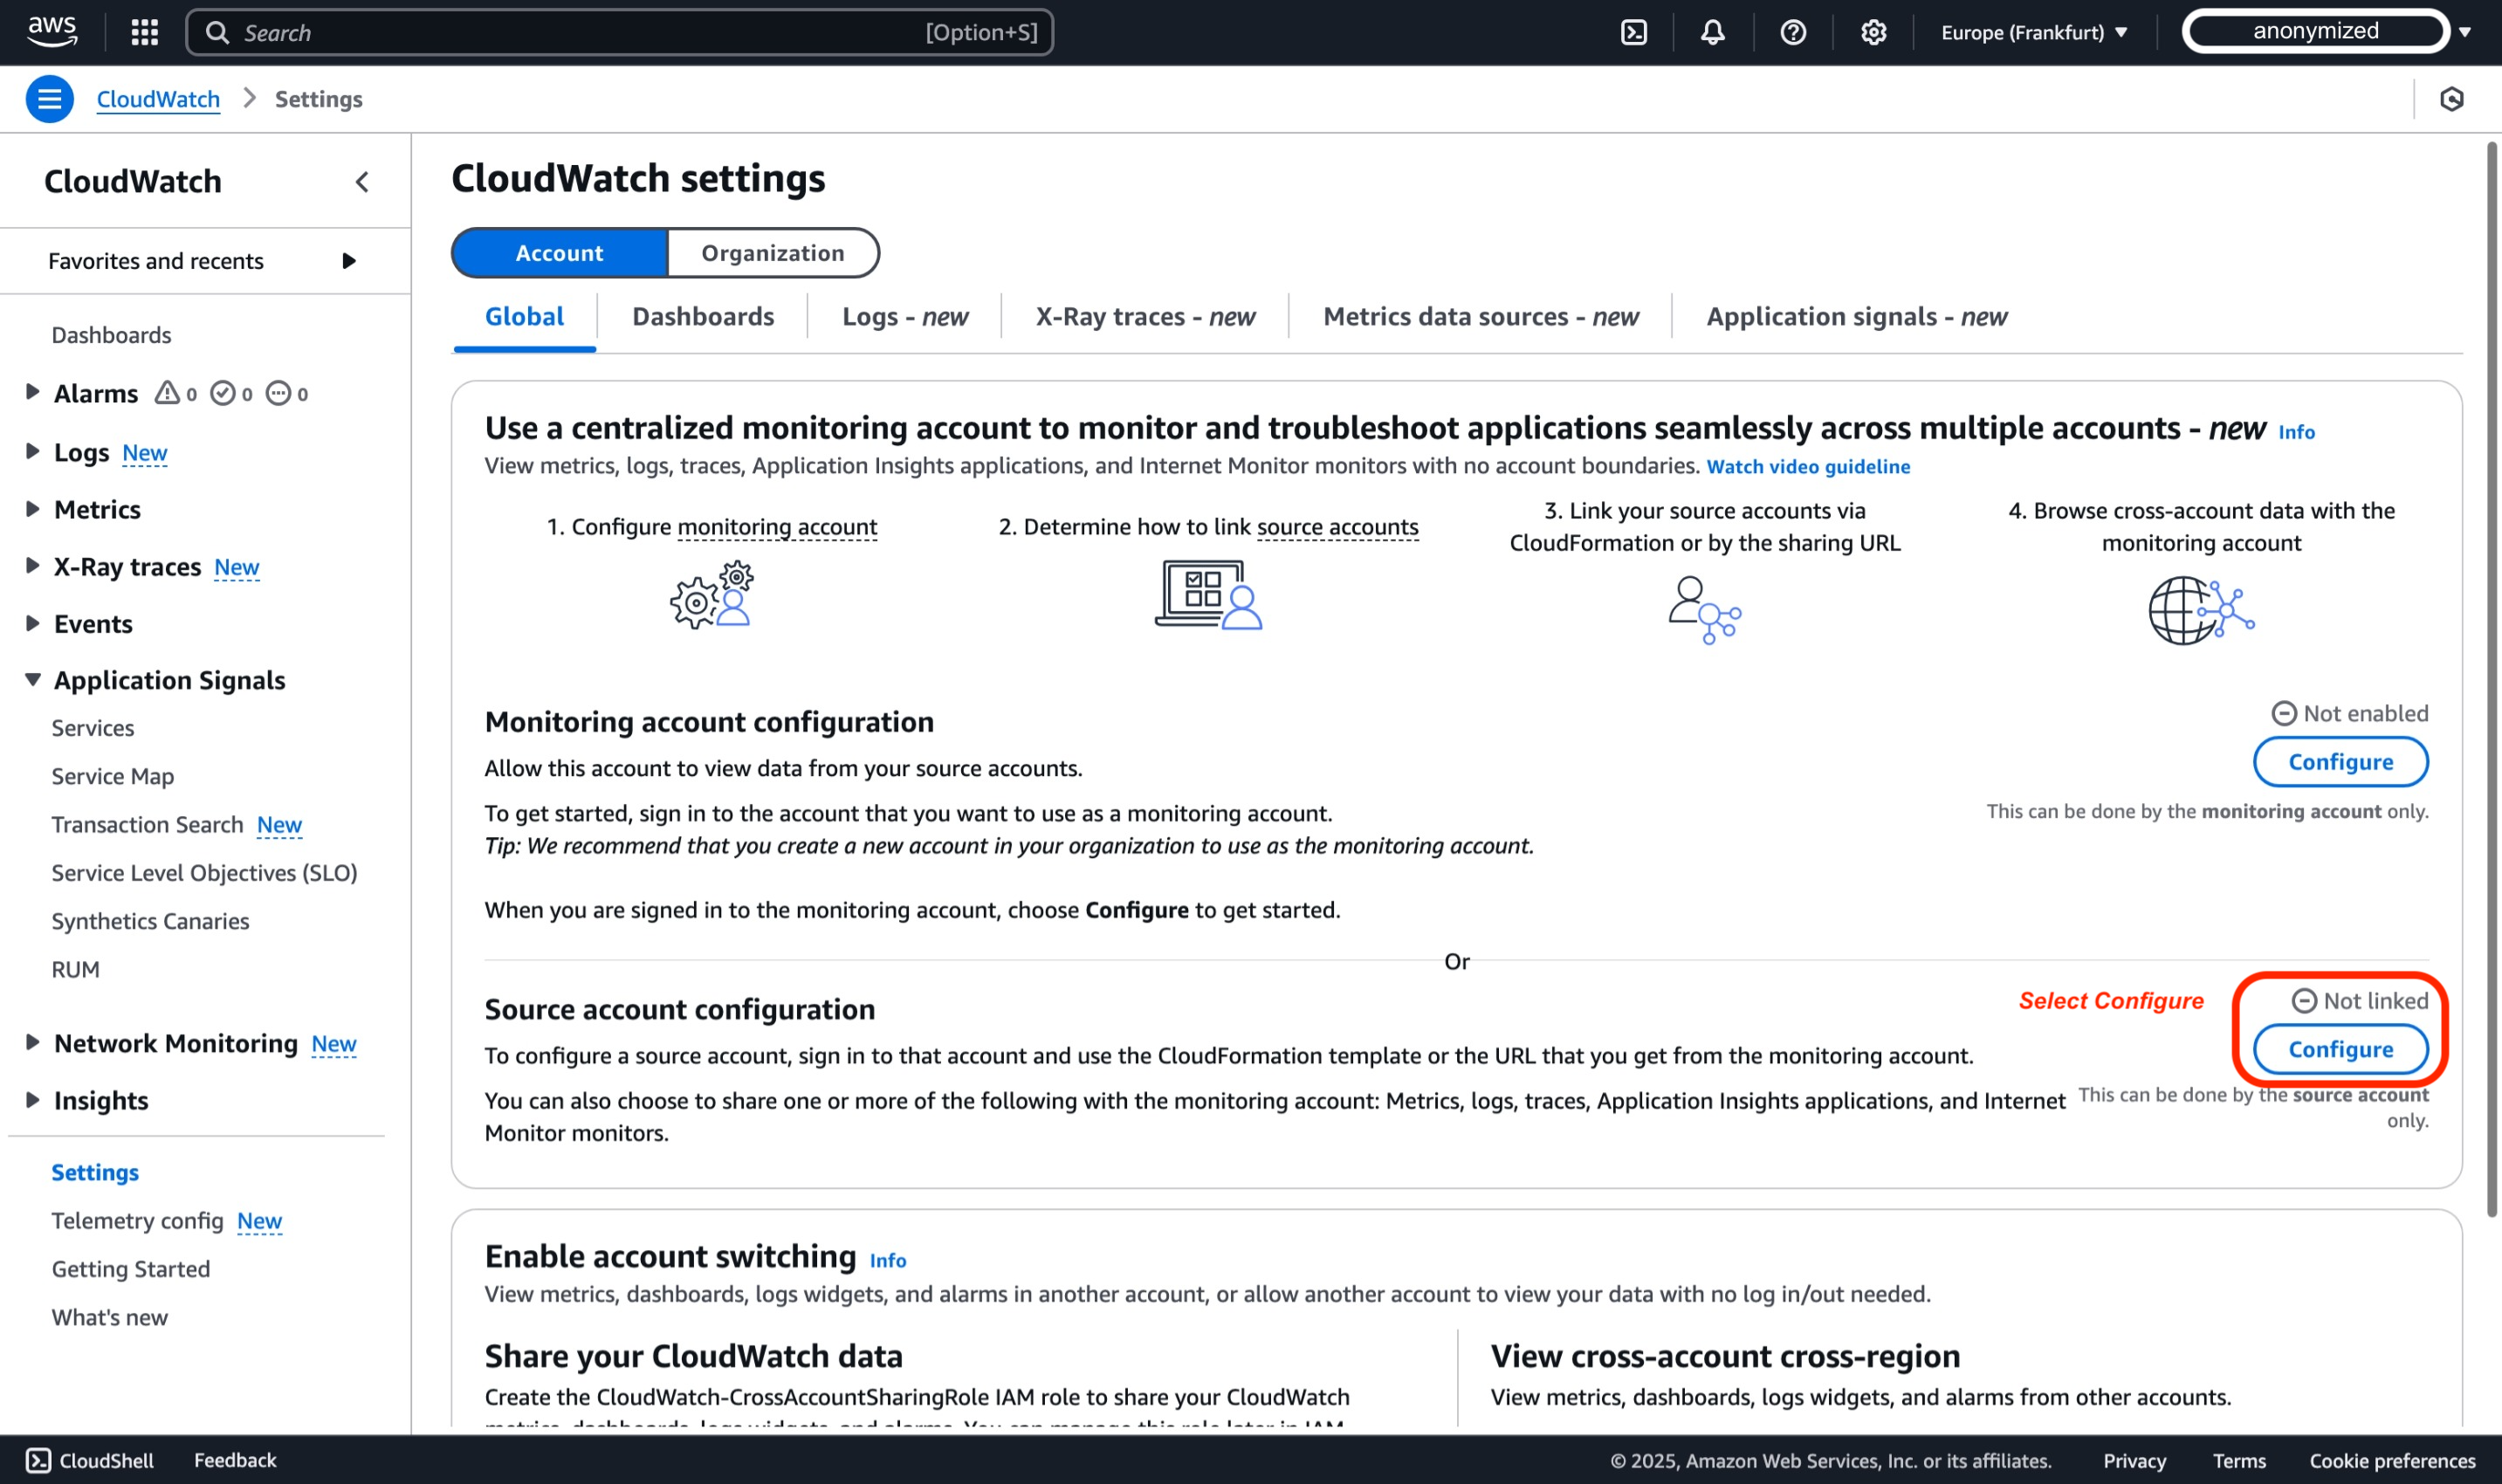 aws
Search
[Option+S]
Europe (Frankfurt)
anonymized
CloudWatch
Settings
CloudWatch
Favorites and recents
Dashboards
Alarms 0 0 0
Logs New
Metrics
X-Ray traces New
Events
Application Signals
Services
Service Map
Transaction Search New
Service Level Objectives (SLO)
Synthetics Canaries
RUM
Network Monitoring New
Insights
Settings
Telemetry config New
Getting Started
What's new
CloudWatch settings
Account
Organization
Global
Dashboards
Logs - new
X-Ray traces - new
Metrics data sources - new
Application signals - new
Use a centralized monitoring account to monitor and troubleshoot applications seamlessly across multiple accounts - new Info
View metrics, logs, traces, Application Insights applications, and Internet Monitor monitors with no account boundaries. Watch video guideline
1. Configure monitoring account
2. Determine how to link source accounts
3. Link your source accounts via
CloudFormation or by the sharing URL
4. Browse cross-account data with the
monitoring account
Monitoring account configuration
Allow this account to view data from your source accounts.
To get started, sign in to the account that you want to use as a monitoring account.
Tip: We recommend that you create a new account in your organization to use as the monitoring account.
When you are signed in to the monitoring account, choose Configure to get started.
Not enabled
Configure
This can be done by the monitoring account only.
Or
Source account configuration
To configure a source account, sign in to that account and use the CloudFormation template or the URL that you get from the monitoring account.
You can also choose to share one or more of the following with the monitoring account: Metrics, logs, traces, Application Insights applications, and Internet
Monitor monitors.
Select Configure
Not linked
Configure
This can be done by the source account
only.
Enable account switching Info
View metrics, dashboards, logs widgets, and alarms in another account, or allow another account to view your data with no log in/out needed.
Share your CloudWatch data
Create the CloudWatch-CrossAccountSharingRole IAM role to share your CloudWatch
metrics, dashboards, logs widgets, and alarms. You can manage this role later in IAM
View cross-account cross-region
View metrics, dashboards, logs widgets, and alarms from other accounts.
CloudShell
Feedback
© 2025, Amazon Web Services, Inc. or its affiliates.
Privacy
Terms
Cookie preferences